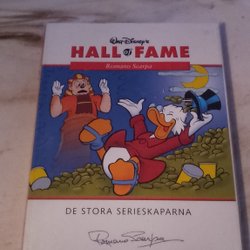 Walt Disney's
HALL of FAME
Romano Scarpa
DE STORA SERIESKAPARNA
Romano Scarpa